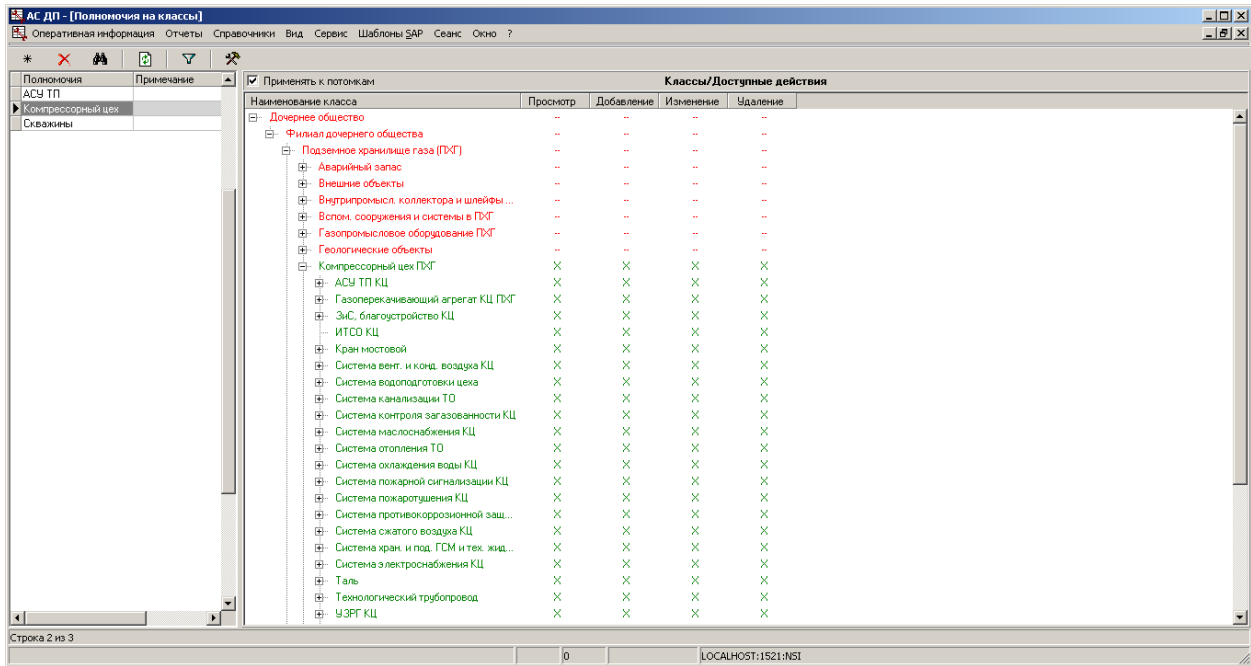 АС ДП - [Полномочия на классы]
Оперативная информация Отчеты Справочники Вид Сервис Шаблоны SAP Сеанс Окно ?
Полномочия Примечание
АСУ ТП
Компрессорный цех
Скважины
Применять к потомкам Классы/Доступные действия
Наименование класса Просмотр Добавление Изменение Удаление
Дочернее общество -- -- -- --
Филиал дочернего общества -- -- -- --
Подземное хранилище газа (ПХГ) -- -- -- --
Аварийный запас -- -- -- --
Внешние объекты -- -- -- --
Внутрипромысл. коллектора и шлейфы ... -- -- -- --
Вспом. сооружения и системы в ПХГ -- -- -- --
Газопромысловое оборудование ПХГ -- -- -- --
Геологические объекты -- -- -- --
Компрессорный цех ПХГ X X X X
АСУ ТП КЦ X X X X
Газоперекачивающий агрегат КЦ ПХГ X X X X
ЗиС, благоустройство КЦ X X X X
ИТСО КЦ X X X X
Кран мостовой X X X X
Система вент. и конд. воздуха КЦ X X X X
Система водоподготовки цеха X X X X
Система канализации ТО X X X X
Система контроля загазованности КЦ X X X X
Система маслоснабжения КЦ X X X X
Система отопления ТО X X X X
Система охлаждения воды КЦ X X X X
Система пожарной сигнализации КЦ X X X X
Система пожаротушения КЦ X X X X
Система противокоррозионной защ... X X X X
Система сжатого воздуха КЦ X X X X
Система хран. и под. ГСМ и тех. жид... X X X X
Система электроснабжения КЦ X X X X
Таль X X X X
Технологический трубопровод X X X X
УЗРГ КЦ X X X X
Строка 2 из 3
0 LOCALHOST:1521:NSI